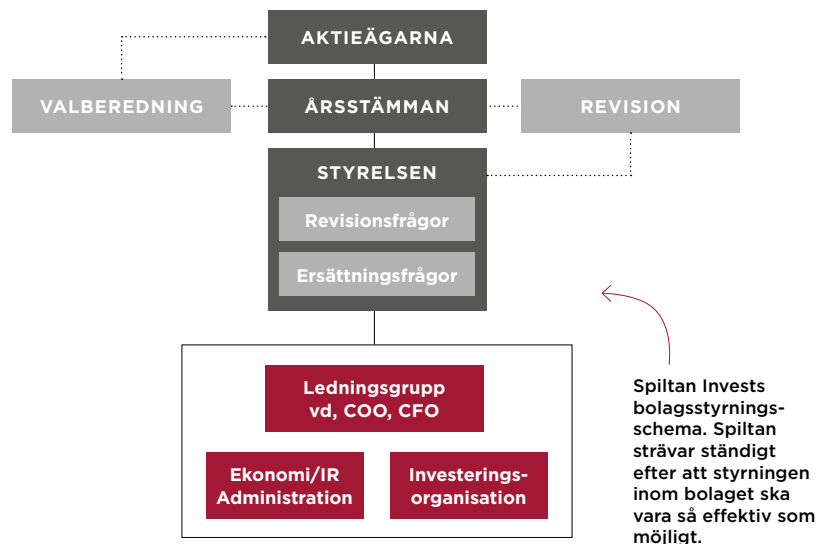 AKTIEÄGARNA
VALBEREDNING
ÅRSSTÄMMAN
REVISION
STYRELSEN
Revisionsfrågor
Ersättningsfrågor
Ledningsgrupp
vd, COO, CFO
Ekonomi/IR
Administration
Investerings-
organisation
Spiltan Invests
bolagsstyrnings-
schema. Spiltan
strävar ständigt
efter att styrningen
inom bolaget ska
vara så effektiv som
möjligt.